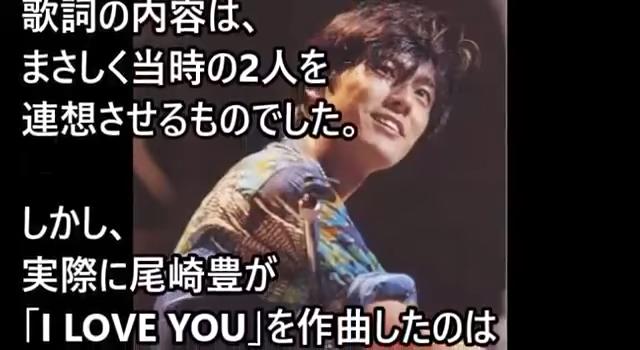 歌詞の内容は、
まさしく当時の2人を
連想させるものでした。
しかし、
実際に尾崎豊が
「I LOVE YOU」を作曲したのは